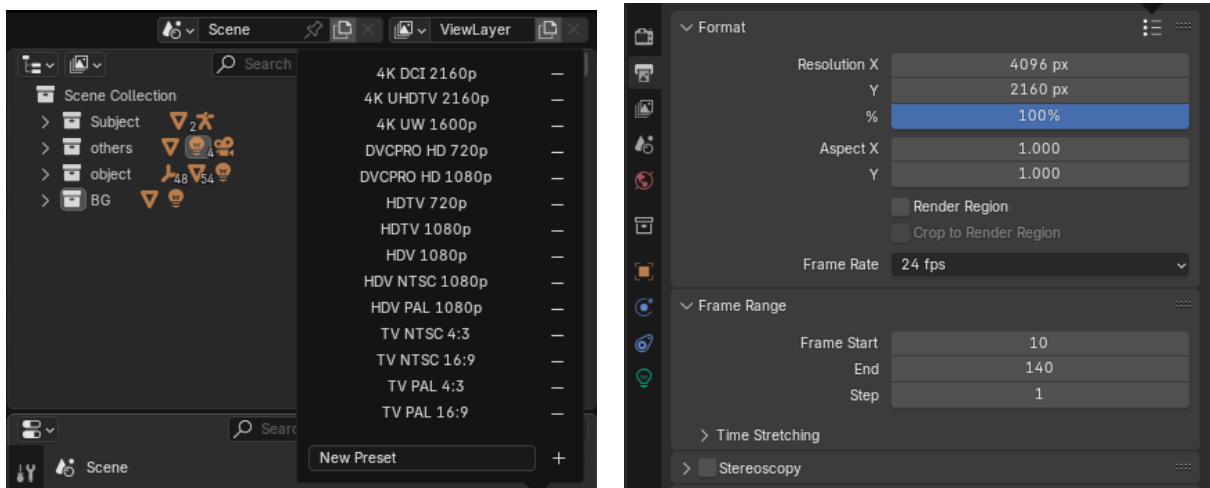 Scene
ViewLayer
Search
Scene Collection
Subject 2
others 4
object 48 54
BG
4K DCI 2160p
4K UHDTV 2160p
4K UW 1600p
DVCPRO HD 720p
DVCPRO HD 1080p
HDTV 720p
HDTV 1080p
HDV 1080p
HDV NTSC 1080p
HDV PAL 1080p
TV NTSC 4:3
TV NTSC 16:9
TV PAL 4:3
TV PAL 16:9
New Preset
Sear
Scene
Format
Resolution X 4096 px
Y 2160 px
% 100%
Aspect X 1.000
Y 1.000
Render Region
Crop to Render Region
Frame Rate 24 fps
Frame Range
Frame Start 10
End 140
Step 1
Time Stretching
Stereoscopy